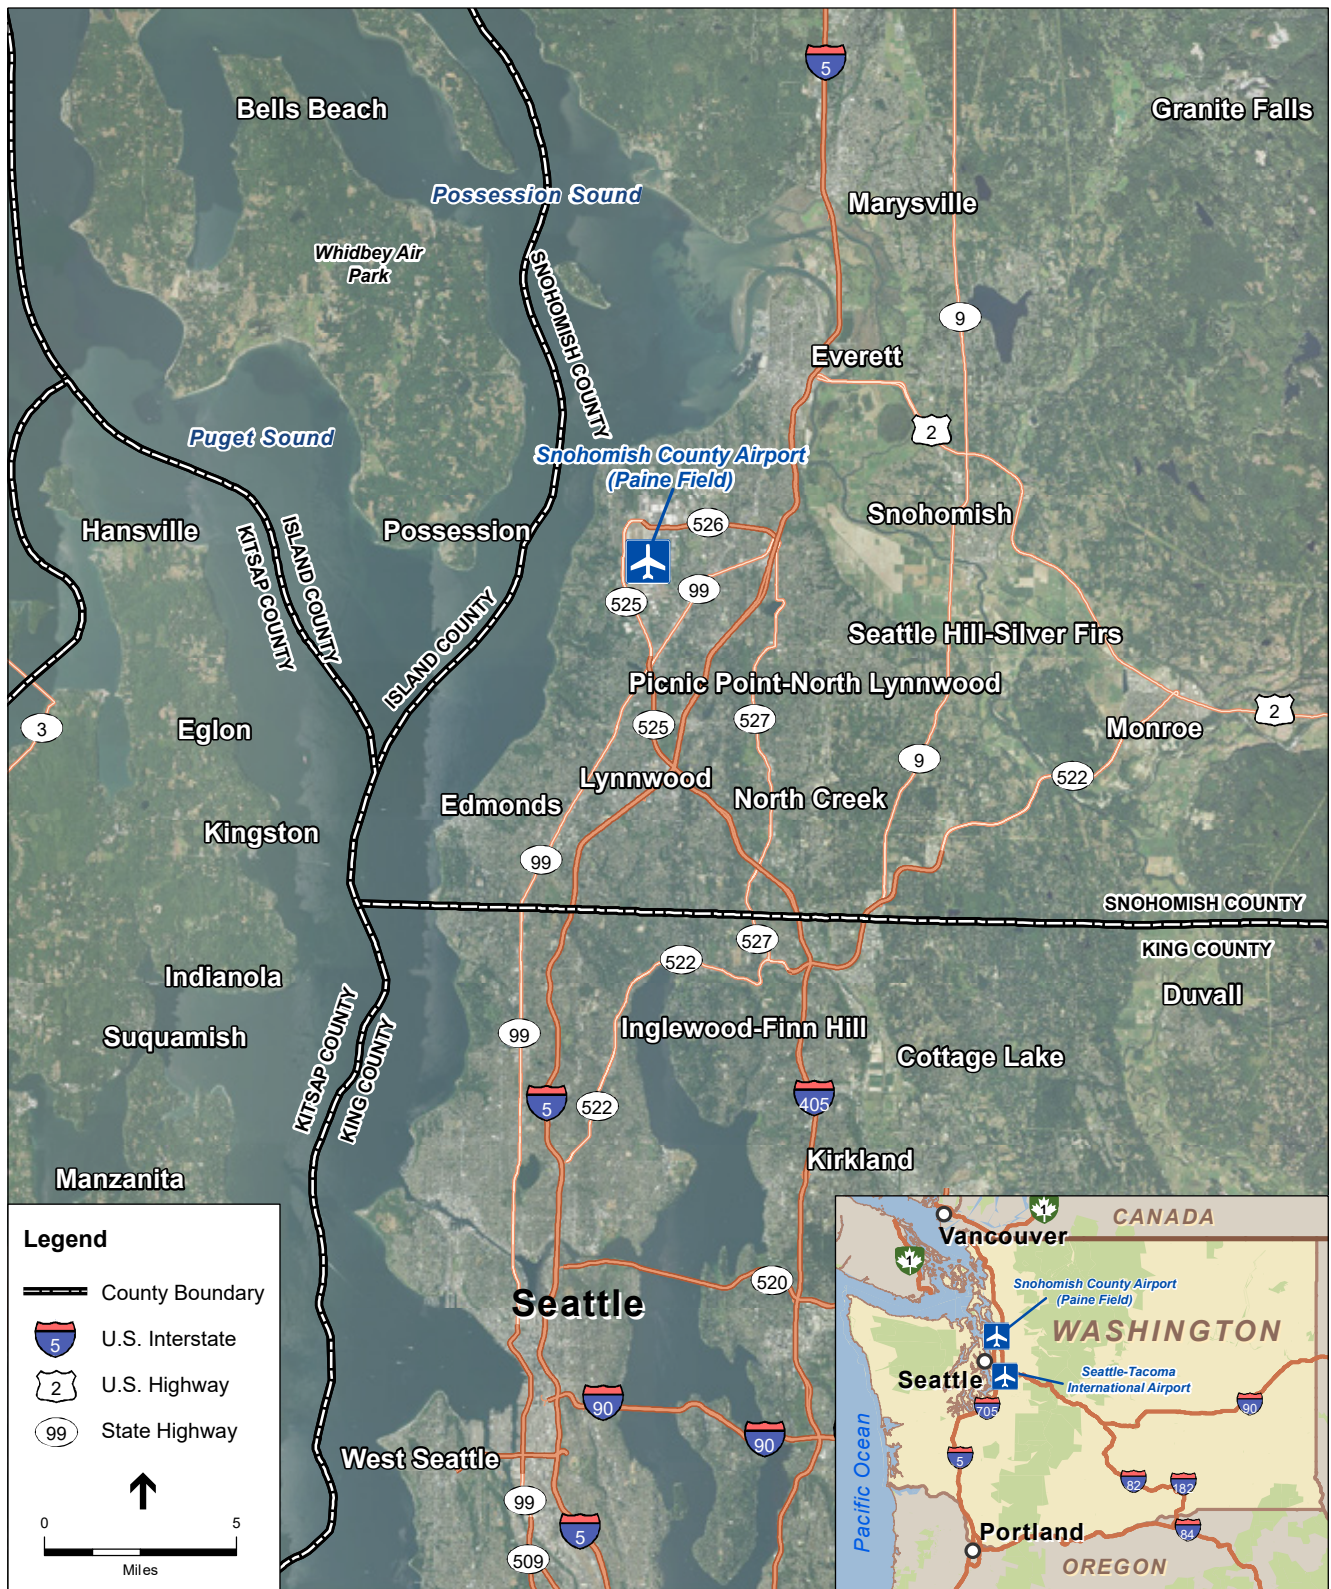 5
Bells Beach
Granite Falls
Possession Sound
Marysville
Whidbey Air
Park
SNOHOMISH COUNTY
9
Everett
2
Puget Sound
Snohomish County Airport
(Paine Field)
Snohomish
526
Hansville
Possession
ISLAND COUNTY
KITSAP COUNTY
99
525
ISLAND COUNTY
Seattle Hill-Silver Firs
Picnic Point-North Lynnwood
3
Eglon
525
527
2
Monroe
9
522
Lynnwood
North Creek
Edmonds
Kingston
99
SNOHOMISH COUNTY
KING COUNTY
527
522
Indianola
Duvall
KITSAP COUNTY
KING COUNTY
Suquamish
99
Inglewood-Finn Hill
Cottage Lake
5
522
405
Kirkland
Manzanita
520
Seattle
90
90
West Seattle
99
5
509
Legend
County Boundary
5
U.S. Interstate
2
U.S. Highway
99
State Highway
0
5
Miles
1
CANADA
Vancouver
1
Snohomish County Airport
(Paine Field)
WASHINGTON
Seattle
Seattle-Tacoma
International Airport
705
90
Pacific Ocean
5
82
182
84
Portland
OREGON